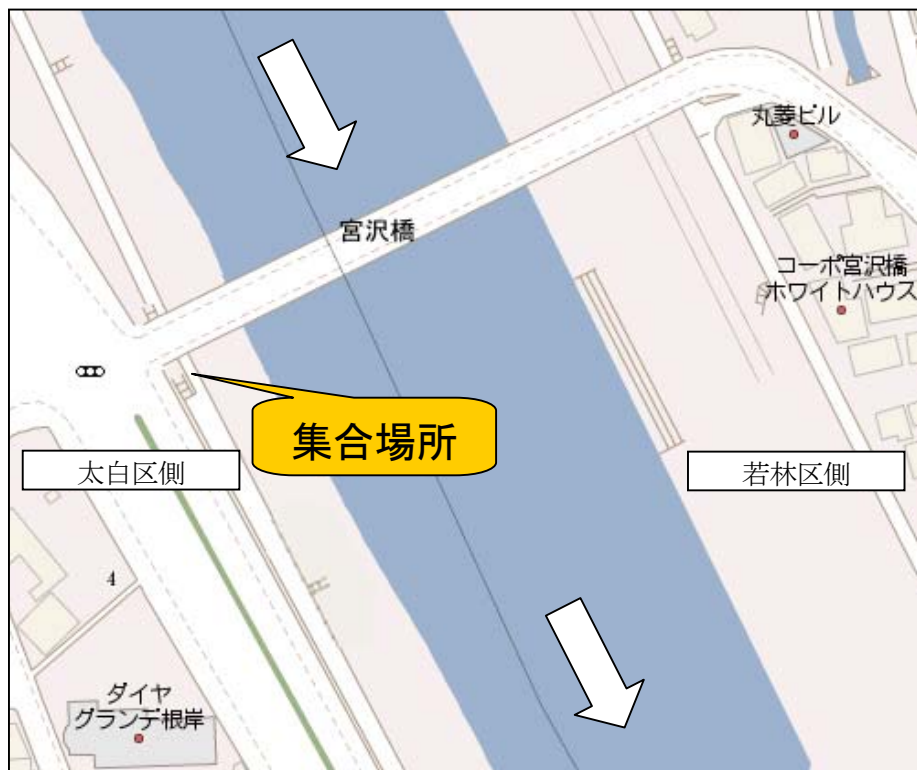 丸菱ビル
宮沢橋
コーポ宮沢橋
ホワイトハウス
集合場所
太白区側
若林区側
4
ダイヤ
グランデ根岸